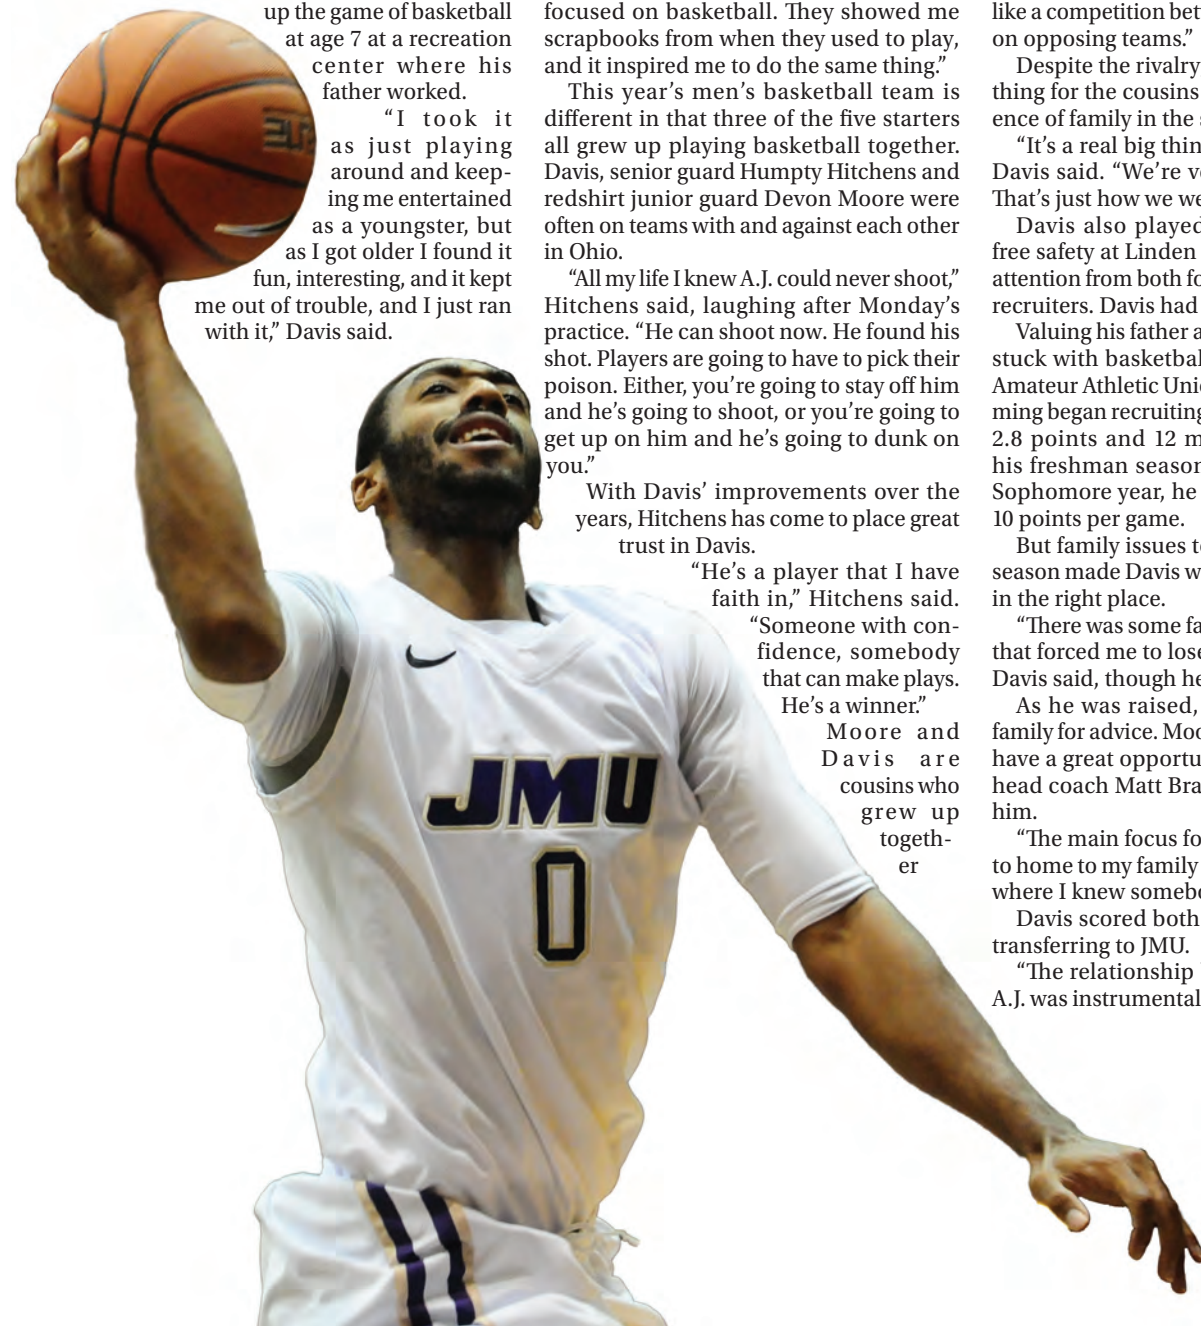 up the game of basketball
at age 7 at a recreation
center where his
father worked.
“I took it
as just playing
around and keep-
ing me entertained
as a youngster, but
as I got older I found it
fun, interesting, and it kept
me out of trouble, and I just ran
with it,” Davis said.
focused on basketball. They showed me
scrapbooks from when they used to play,
and it inspired me to do the same thing.”
This year’s men’s basketball team is
different in that three of the five starters
all grew up playing basketball together.
Davis, senior guard Humpty Hitchens and
redshirt junior guard Devon Moore were
often on teams with and against each other
in Ohio.
“All my life I knew A.J. could never shoot,”
Hitchens said, laughing after Monday’s
practice. “He can shoot now. He found his
shot. Players are going to have to pick their
poison. Either, you’re going to stay off him
and he’s going to shoot, or you’re going to
get up on him and he’s going to dunk on
you.”
With Davis’ improvements over the
years, Hitchens has come to place great
trust in Davis.
“He’s a player that I have
faith in,” Hitchens said.
“Someone with con-
fidence, somebody
that can make plays.
He’s a winner.”
Moore and
Davis are
cousins who
grew up
togeth-
er
like a competition bet
on opposing teams.”
Despite the rivalry
thing for the cousins
ence of family in the s
“It’s a real big thin
Davis said. “We’re ve
That’s just how we we
Davis also played
free safety at Linden
attention from both fo
recruiters. Davis had
Valuing his father a
stuck with basketbal
Amateur Athletic Unio
ming began recruiting
2.8 points and 12 m
his freshman season
Sophomore year, he
10 points per game.
But family issues t
season made Davis w
in the right place.
“There was some fa
that forced me to lose
Davis said, though he
As he was raised,
family for advice. Moo
have a great opportu
head coach Matt Bra
him.
“The main focus fo
to home to my family
where I knew somebo
Davis scored both
transferring to JMU.
“The relationship
A.J. was instrumental
JMU
0